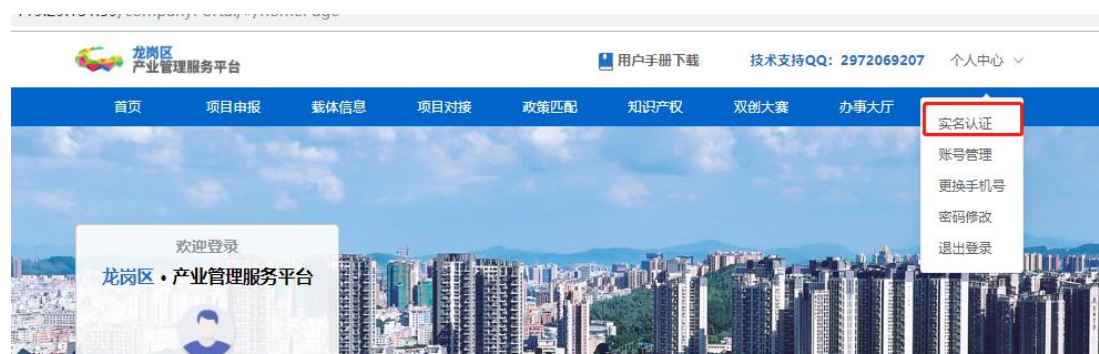 龙岗区
产业管理服务平台
用户手册下载 技术支持QQ：2972069207 个人中心
首页 项目申报 载体信息 项目对接 政策匹配 知识产权 双创大赛 办事大厅
实名认证
账号管理
更换手机号
密码修改
退出登录
欢迎登录
龙岗区 • 产业管理服务平台